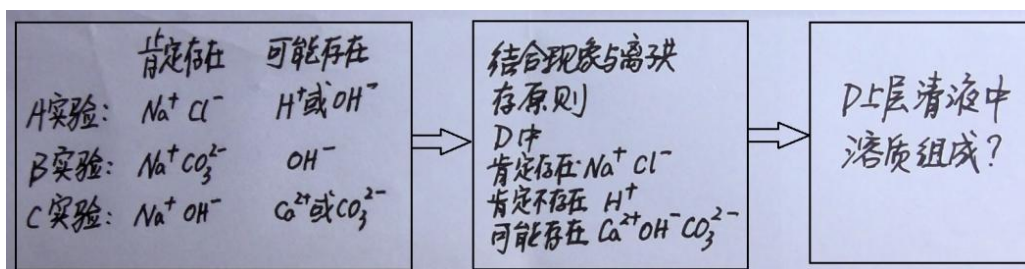 肯定存在 可能存在
A实验: Na⁺ Cl⁻ H⁺或OH⁻
B实验: Na⁺ CO₃²⁻ OH⁻
C实验: Na⁺ OH⁻ Ca²⁺或CO₃²⁻
结合现象与离子共
存原则
D中
肯定存在: Na⁺ Cl⁻
肯定不存在 H⁺
可能存在 Ca²⁺ OH⁻ CO₃²⁻
D上层清液中
溶质组成?